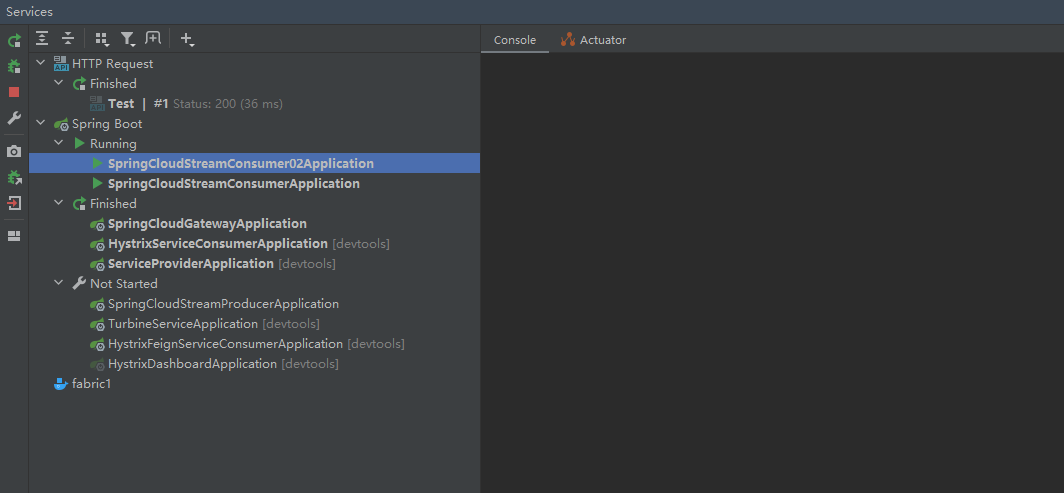 Services
Console
Actuator
HTTP Request
Finished
Test | #1 Status: 200 (36 ms)
Spring Boot
Running
SpringCloudStreamConsumer02Application
SpringCloudStreamConsumerApplication
Finished
SpringCloudGatewayApplication
HystrixServiceConsumerApplication [devtools]
ServiceProviderApplication [devtools]
Not Started
SpringCloudStreamProducerApplication
TurbineServiceApplication [devtools]
HystrixFeignServiceConsumerApplication [devtools]
HystrixDashboardApplication [devtools]
fabric1